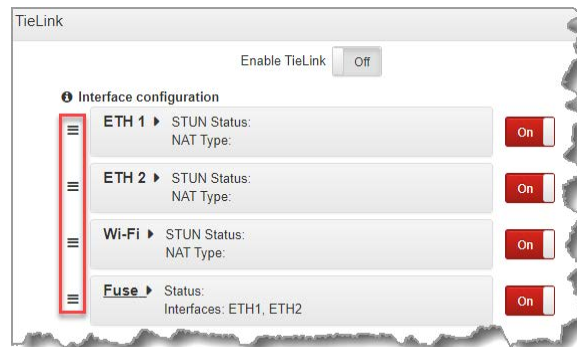 TieLink
Enable TieLink Off
Interface configuration
ETH 1 STUN Status:
NAT Type:
On
ETH 2 STUN Status:
NAT Type:
On
Wi-Fi STUN Status:
NAT Type:
On
Fuse Status:
Interfaces: ETH1, ETH2
On